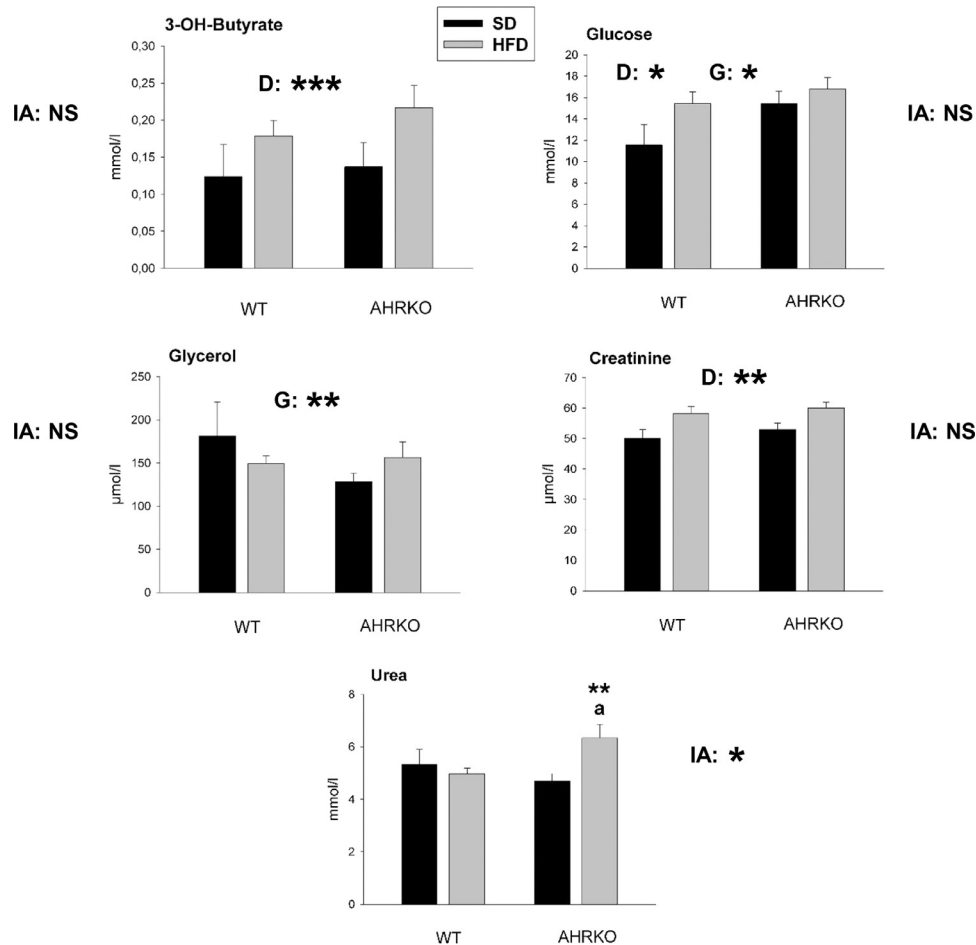 3-OH-Butyrate
SD
HFD
IA: NS
D: ***
mmol/l
0,30
0,25
0,20
0,15
0,10
0,05
0,00
WT AHRKO
Glucose
D: * G: *
IA: NS
mmol/l
20
18
16
14
12
10
8
6
4
2
0
WT AHRKO
Glycerol
IA: NS
G: **
µmol/l
250
200
150
100
50
0
WT AHRKO
Creatinine
D: **
IA: NS
µmol/l
70
60
50
40
30
20
10
0
WT AHRKO
Urea
**
a
IA: *
mmol/l
8
6
4
2
0
WT AHRKO